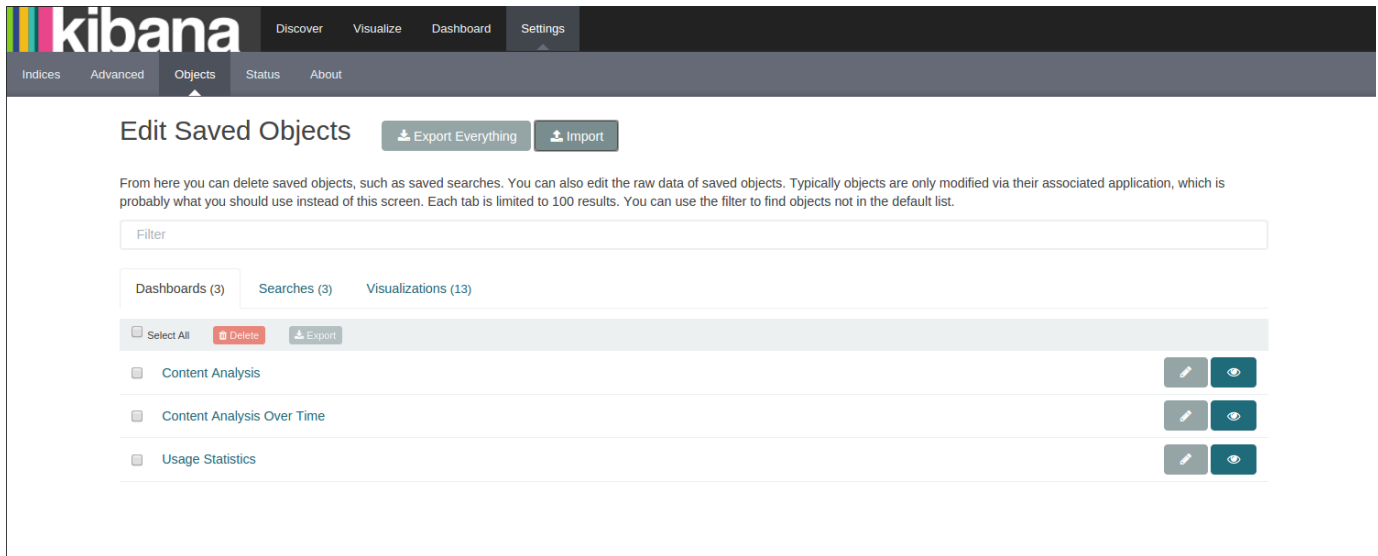 kibana Discover Visualize Dashboard Settings
Indices Advanced Objects Status About
Edit Saved Objects Export Everything Import
From here you can delete saved objects, such as saved searches. You can also edit the raw data of saved objects. Typically objects are only modified via their associated application, which is
probably what you should use instead of this screen. Each tab is limited to 100 results. You can use the filter to find objects not in the default list.
Filter
Dashboards (3) Searches (3) Visualizations (13)
Select All Delete Export
Content Analysis
Content Analysis Over Time
Usage Statistics